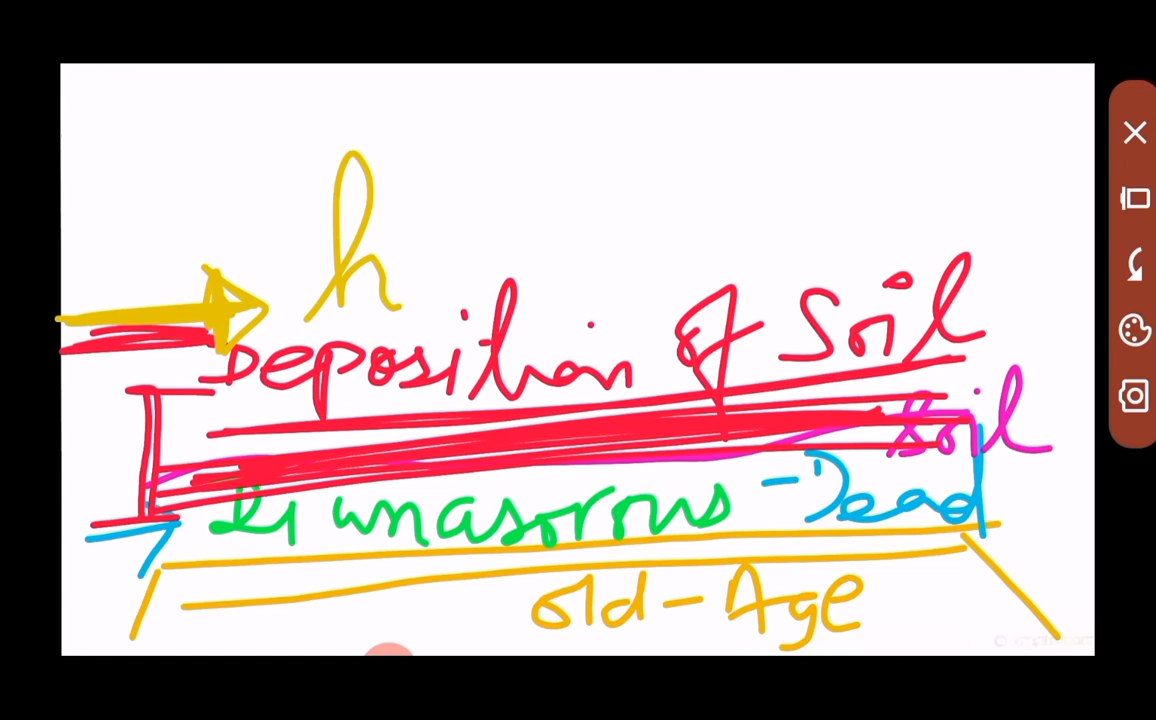 h
Deposition of Soil
Soil
Dinasorous - Dead
old - Age